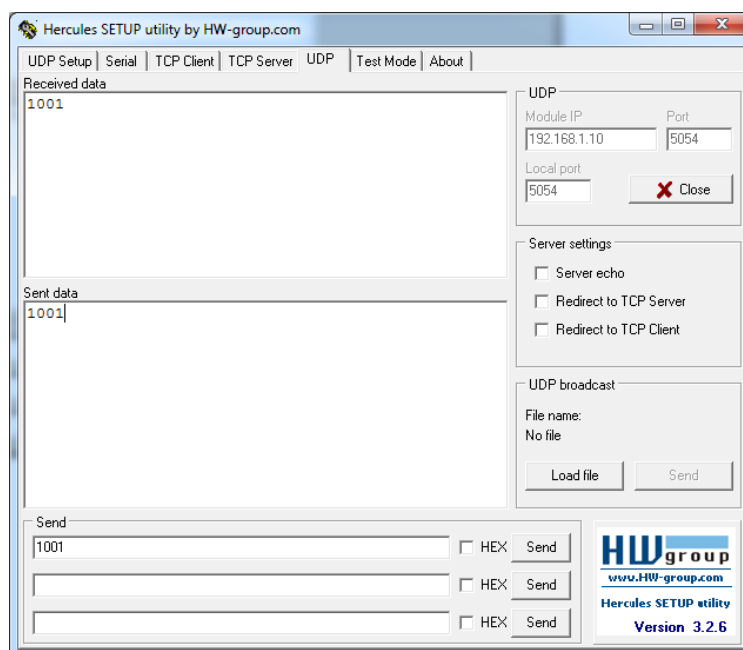 Hercules SETUP utility by HW-group.com
UDP Setup Serial TCP Client TCP Server UDP Test Mode About
Received data
1001
Sent data
1001
UDP
Module IP Port
192.168.1.10 5054
Local port
5054 Close
Server settings
Server echo
Redirect to TCP Server
Redirect to TCP Client
UDP broadcast
File name:
No file
Load file Send
Send
1001 HEX Send
HEX Send
HEX Send
HW group
www.HW-group.com
Hercules SETUP utility
Version 3.2.6